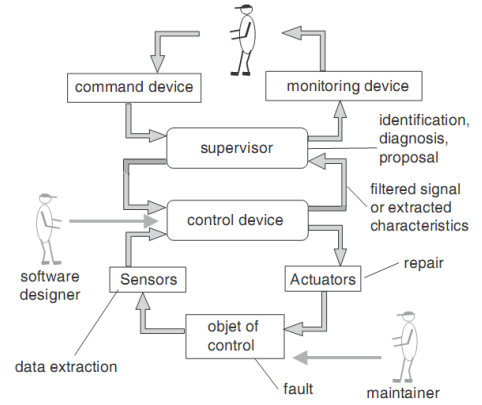 command device
monitoring device
identification,
diagnosis,
proposal
supervisor
filtered signal
or extracted
characteristics
control device
software
designer
Sensors
Actuators
repair
objet of
control
data extraction
fault
maintainer